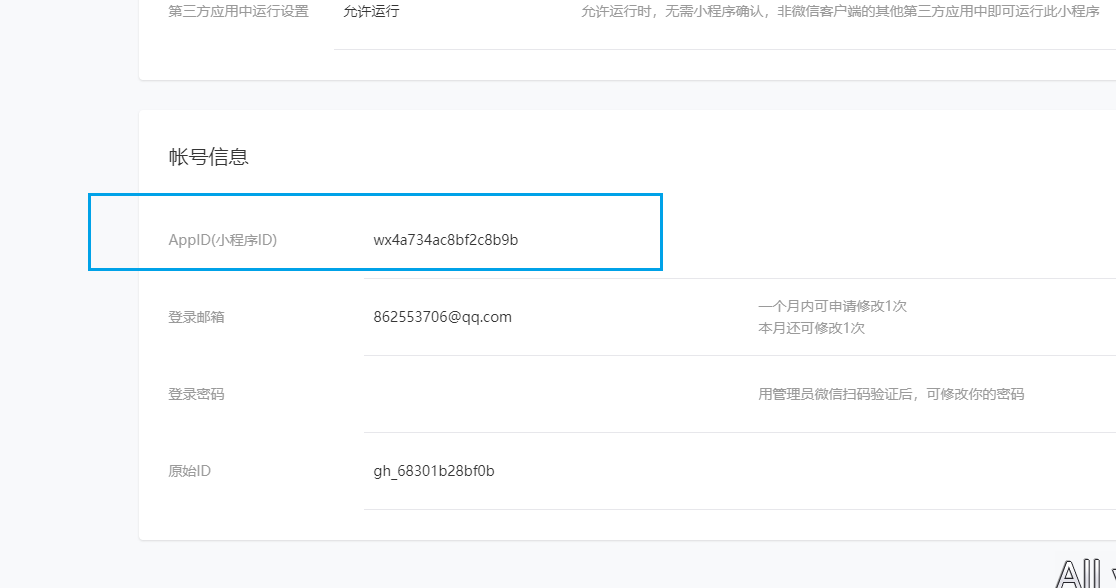 第三方应用中运行设置 允许运行 允许运行时，无需小程序确认，非微信客户端的其他第三方应用中即可运行此小程序
帐号信息
AppID(小程序ID) wx4a734ac8bf2c8b9b
登录邮箱 862553706@qq.com 一个月内可申请修改1次
本月还可修改1次
登录密码 用管理员微信扫码验证后，可修改你的密码
原始ID gh_68301b28bf0b
All